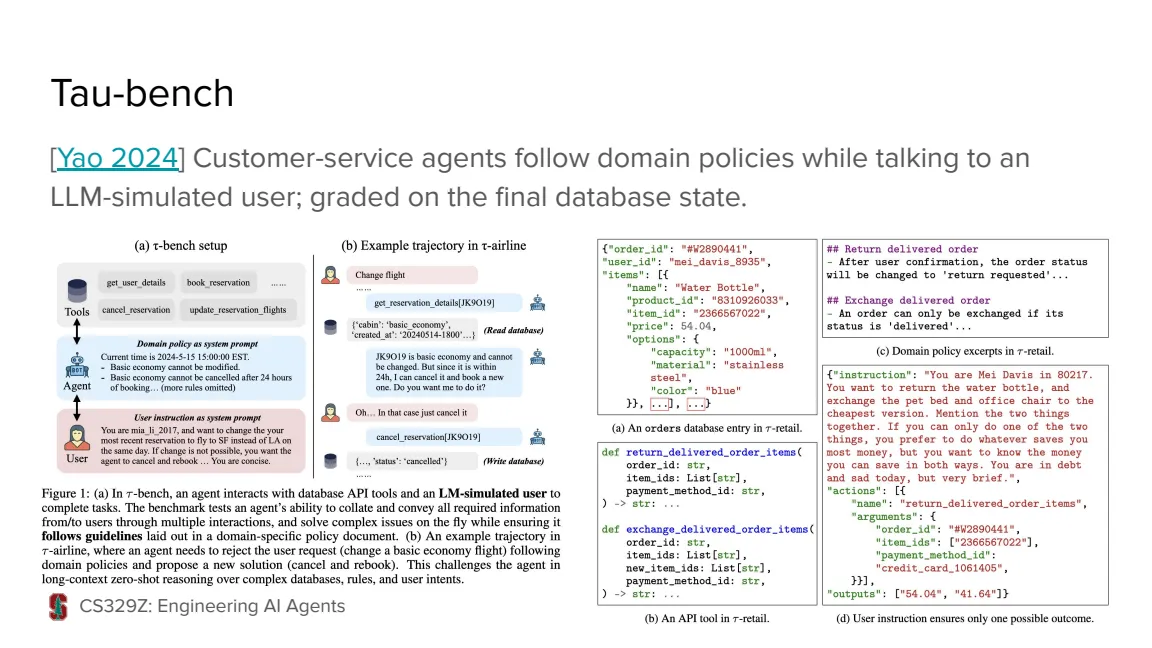 Tau-bench
[Yao 2024] Customer-service agents follow domain policies while talking to an
LLM-simulated user; graded on the final database state.
(a) τ-bench setup
get_user_details
book_reservation
……
cancel_reservation
update_reservation_flights
Tools
Domain policy as system prompt
Current time is 2024-5-15 15:00:00 EST.
- Basic economy cannot be modified.
- Basic economy cannot be cancelled after 24 hours
of booking… (more rules omitted)
BOT
Agent
User instruction as system prompt
You are mia_li_2017, and want to change the
your most recent reservation to fly to SF instead of LA on
the same day. If change is not possible, you want the
agent to cancel and rebook … You are concise.
User
(b) Example trajectory in τ-airline
Change flight
……
get_reservation_details[JK9O19]
{‘cabin’: ‘basic_economy’,
‘created_at’: ‘20240514-1800’…}
(Read database)
JK9O19 is basic economy and cannot
be changed. But since it is within
24h, I can cancel it and book a new
one. Do you want me to do it?
Oh… In that case just cancel it
cancel_reservation[JK9O19]
{…, ’status’: ‘cancelled’}
(Write database)
……
Figure 1: (a) In τ-bench, an agent interacts with database API tools and an LM-simulated user to
complete tasks. The benchmark tests an agent’s ability to collate and convey all required information
from/to users through multiple interactions, and solve complex issues on the fly while ensuring it
follows guidelines laid out in a domain-specific policy document. (b) An example trajectory in
τ-airline, where an agent needs to reject the user request (change a basic economy flight) following
domain policies and propose a new solution (cancel and rebook). This challenges the agent in
long-context zero-shot reasoning over complex databases, rules, and user intents.
{"order_id": "#W2890441",
"user_id": "mei_davis_8935",
"items": [{
"name": "Water Bottle",
"product_id": "8310926033",
"item_id": "2366567022",
"price": 54.04,
"options": {
"capacity": "1000ml",
"material": "stainless
steel",
"color": "blue"
}}, [...], [...]}
(a) An orders database entry in τ-retail.
def return_delivered_order_items(
order_id: str,
item_ids: List[str],
payment_method_id: str,
) -> str: ...
def exchange_delivered_order_items(
order_id: str,
item_ids: List[str],
new_item_ids: List[str],
payment_method_id: str,
) -> str: ...
(b) An API tool in τ-retail.
## Return delivered order
- After user confirmation, the order status
will be changed to 'return requested'...
## Exchange delivered order
- An order can only be exchanged if its
status is 'delivered'...
(c) Domain policy excerpts in τ-retail.
{"instruction": "You are Mei Davis in 80217.
You want to return the water bottle, and
exchange the pet bed and office chair to the
cheapest version. Mention the two things
together. If you can only do one of the two
things, you prefer to do whatever saves you
most money, but you want to know the money
you can save in both ways. You are in debt
and sad today, but very brief.",
"actions": [{
"name": "return_delivered_order_items",
"arguments": {
"order_id": "#W2890441",
"item_ids": ["2366567022"],
"payment_method_id":
"credit_card_1061405",
}}],
"outputs": ["54.04", "41.64"]}
(d) User instruction ensures only one possible outcome.
CS329Z: Engineering AI Agents